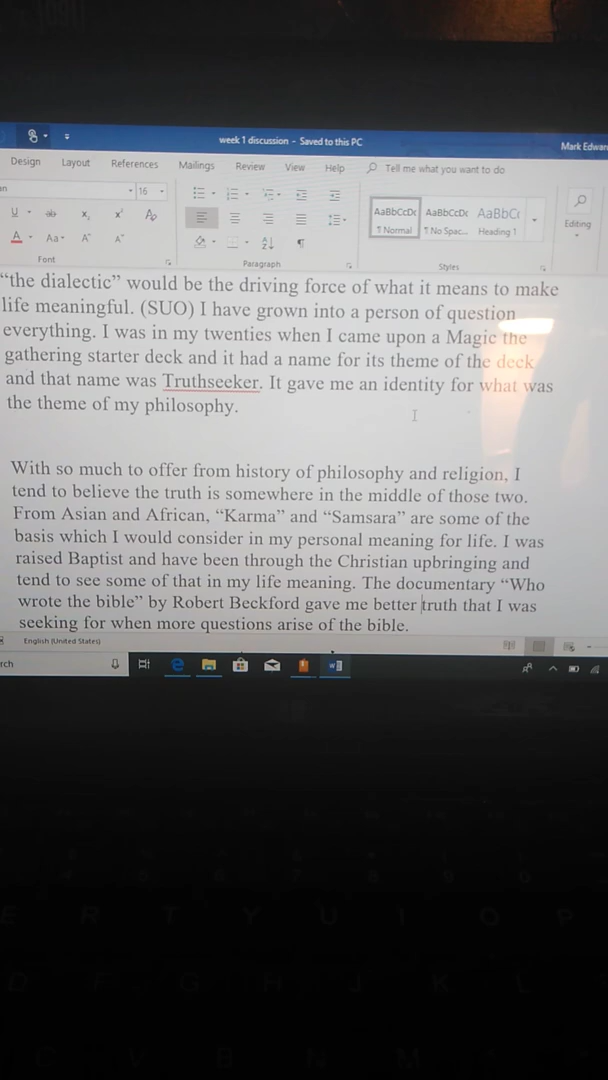 week 1 discussion - Saved to this PC
Mark Edwar
Design Layout References Mailings Review View Help Tell me what you want to do
16
AaBbCcDc AaBbCcDc AaBbCc
¶ Normal ¶ No Spac... Heading 1
Editing
Font Paragraph Styles
“the dialectic” would be the driving force of what it means to make
life meaningful. (SUO) I have grown into a person of question
everything. I was in my twenties when I came upon a Magic the
gathering starter deck and it had a name for its theme of the deck
and that name was Truthseeker. It gave me an identity for what was
the theme of my philosophy.
With so much to offer from history of philosophy and religion, I
tend to believe the truth is somewhere in the middle of those two.
From Asian and African, “Karma” and “Samsara” are some of the
basis which I would consider in my personal meaning for life. I was
raised Baptist and have been through the Christian upbringing and
tend to see some of that in my life meaning. The documentary “Who
wrote the bible” by Robert Beckford gave me better truth that I was
seeking for when more questions arise of the bible.
English (United States)
rch
E R T Y U I O P